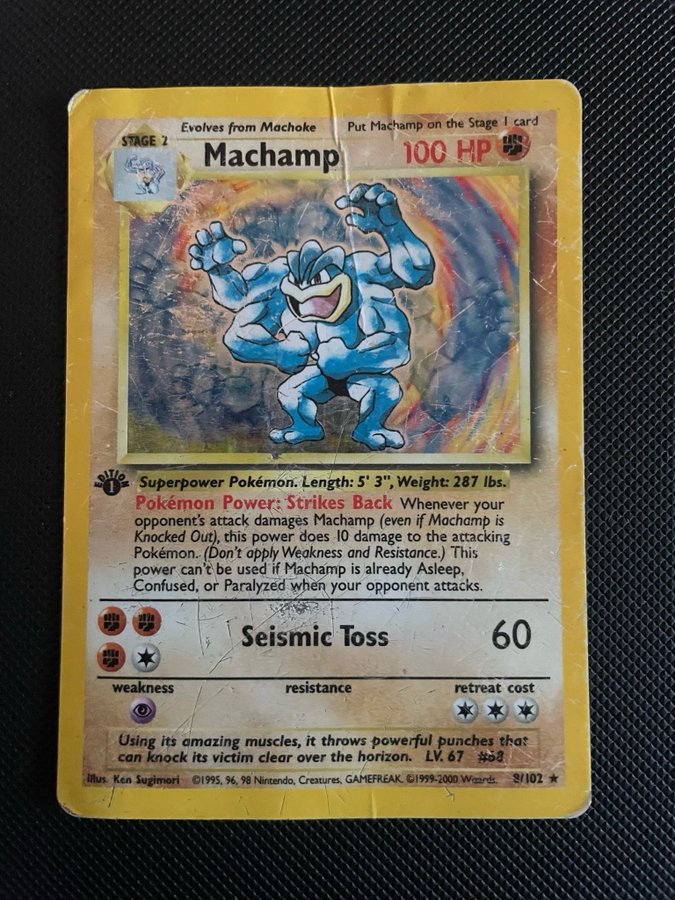 Evolves from Machoke Put Machamp on the Stage 1 card
STAGE 2
Machamp 100 HP
EDITION 1
Superpower Pokémon. Length: 5' 3", Weight: 287 lbs.
Pokémon Power: Strikes Back Whenever your
opponent's attack damages Machamp (even if Machamp is
Knocked Out), this power does 10 damage to the attacking
Pokémon. (Don't apply Weakness and Resistance.) This
power can't be used if Machamp is already Asleep,
Confused, or Paralyzed when your opponent attacks.
Seismic Toss 60
weakness resistance retreat cost
Using its amazing muscles, it throws powerful punches that
can knock its victim clear over the horizon. LV. 67 #68
Illus. Ken Sugimori ©1995, 96, 98 Nintendo, Creatures, GAMEFREAK. ©1999-2000 Wizards. 8/102 ★